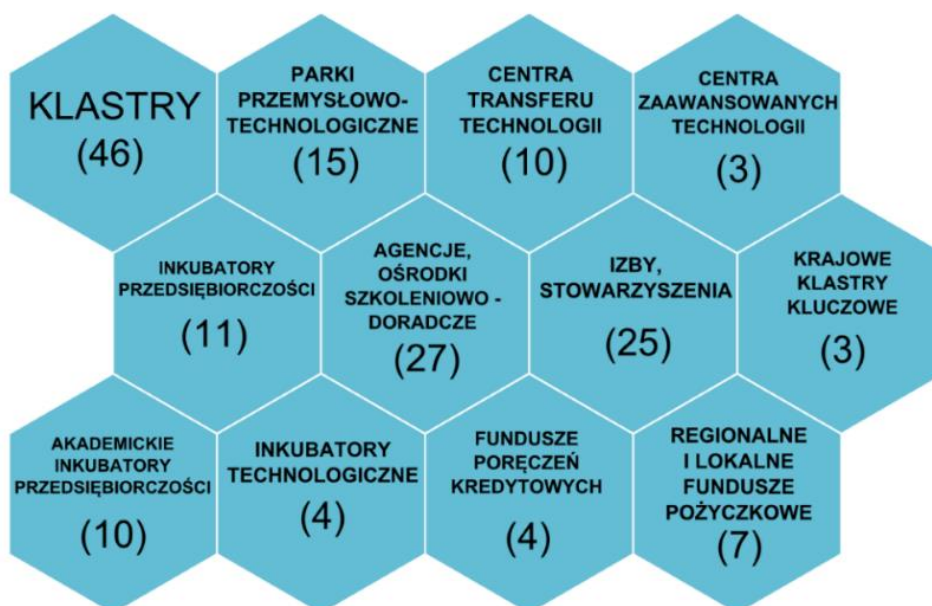 KLASTRY
(46)
PARKI
PRZEMYSŁOWO-
TECHNOLOGICZNE
(15)
CENTRA
TRANSFERU
TECHNOLOGII
(10)
CENTRA
ZAAWANSOWANYCH
TECHNOLOGII
(3)
INKUBATORY
PRZEDSIĘBIORCZOŚCI
(11)
AGENCJE,
OŚRODKI
SZKOLENIOWO -
DORADCZE
(27)
IZBY,
STOWARZYSZENIA
(25)
KRAJOWE
KLASTRY
KLUCZOWE
(3)
AKADEMICKIE
INKUBATORY
PRZEDSIĘBIORCZOŚCI
(10)
INKUBATORY
TECHNOLOGICZNE
(4)
FUNDUSZE
PORĘCZEŃ
KREDYTOWYCH
(4)
REGIONALNE
I LOKALNE
FUNDUSZE
POŻYCZKOWE
(7)